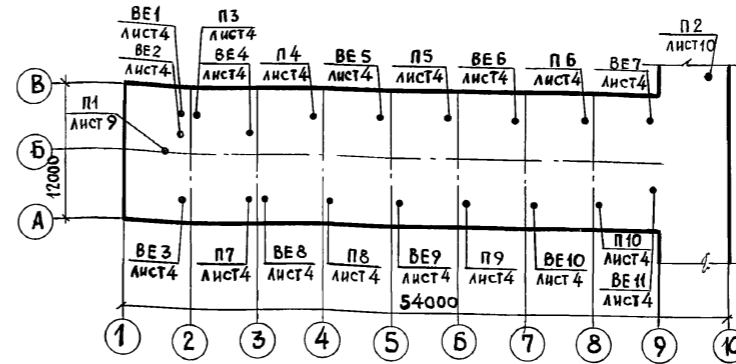 ВЕ1
ЛИСТ4
ВЕ2
ЛИСТ4
П3
ЛИСТ4
ВЕ4
ЛИСТ4
П4
ЛИСТ4
ВЕ5
ЛИСТ4
П5
ЛИСТ4
ВЕ6
ЛИСТ4
П6
ЛИСТ4
ВЕ7
ЛИСТ4
П2
ЛИСТ10
В
П1
ЛИСТ9
Б
12000
А
ВЕ3
ЛИСТ4
П7
ЛИСТ4
ВЕ8
ЛИСТ4
П8
ЛИСТ4
ВЕ9
ЛИСТ4
П9
ЛИСТ4
ВЕ10
ЛИСТ4
П10
ЛИСТ4
ВЕ11
ЛИСТ4
54000
1 2 3 4 5 6 7 8 9 10